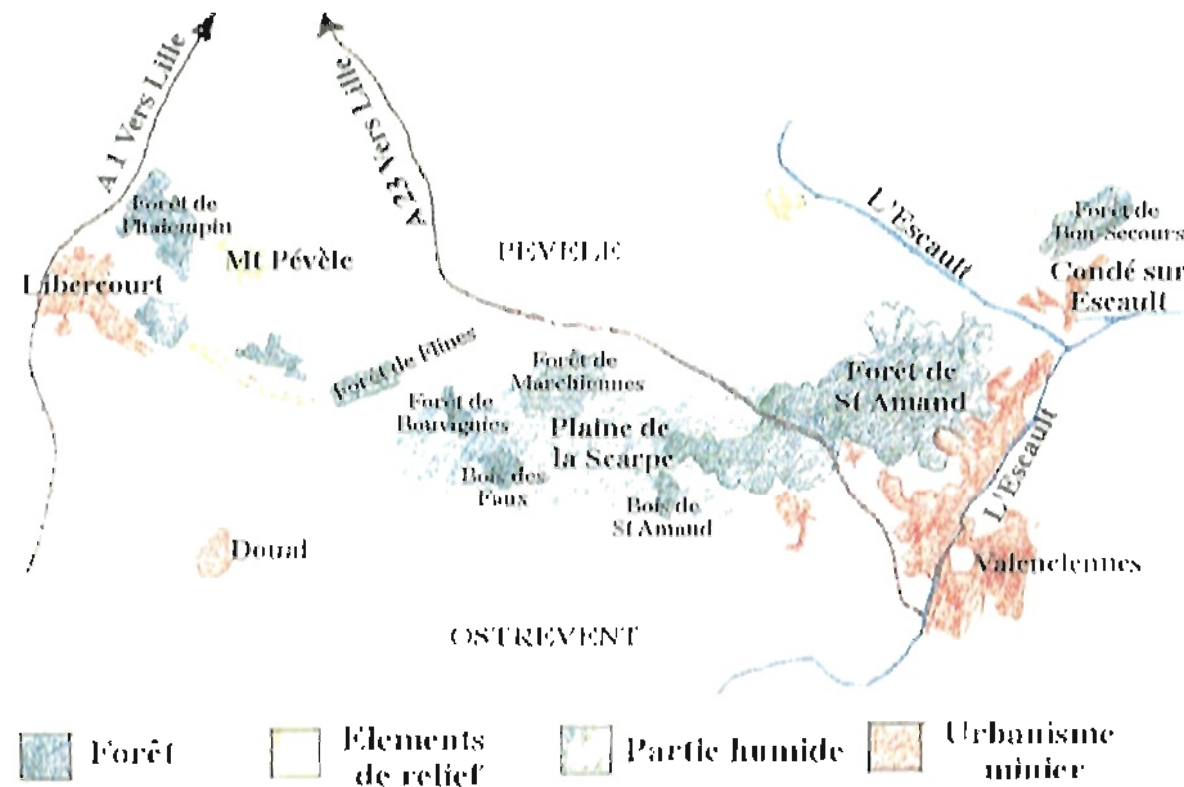 A 1 Vers Lille
A 23 Vers Lille
Forêt de
Phalempin
Mt Pévèle
PEVELE
L'Escault
Forêt de
Bon-Secours
Libercourt
Condé sur
Escault
Forêt de Flines
Forêt de
Marchiennes
Forêt de
St Amand
Forêt de
Bouvignies
Plaine de
la Scarpe
Bois des
Faux
Bois de
St Amand
L'Escault
Douai
Valenciennes
OSTREVENT
Forêt
Elements
de relief
Partie humide
Urbanisme
minier